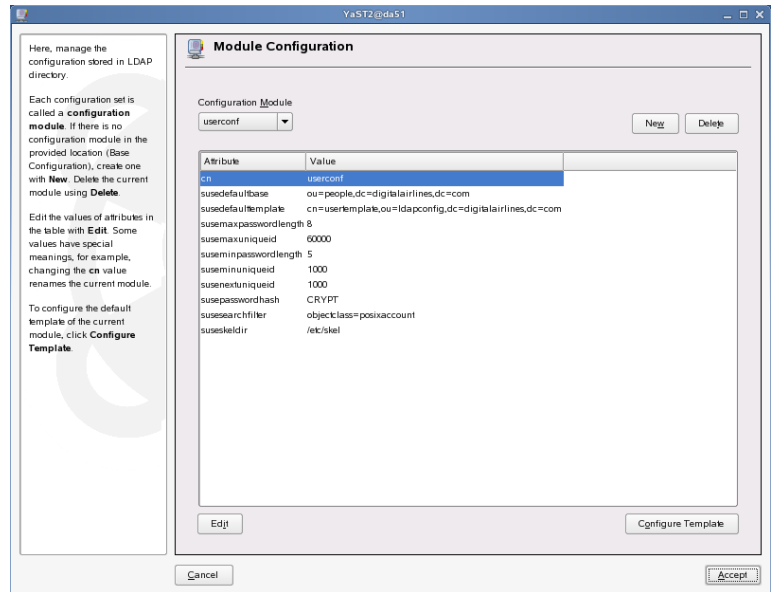 YaST2@da51
Here, manage the
configuration stored in LDAP
directory.
Each configuration set is
called a configuration
module. If there is no
configuration module in the
provided location (Base
Configuration), create one
with New. Delete the current
module using Delete.
Edit the values of attributes in
the table with Edit. Some
values have special
meanings, for example,
changing the cn value
renames the current module.
To configure the default
template of the current
module, click Configure
Template.
Module Configuration
Configuration Module
userconf
New Delete
Attribute Value
cn userconf
susedefaultbase ou=people,dc=digitalairlines,dc=com
susedefaulttemplate cn=usertemplate,ou=ldapconfig,dc=digitalairlines,dc=com
susemaxpasswordlength 8
susemaxuniqueid 60000
suseminpasswordlength 5
suseminuniqueid 1000
susenextuniqueid 1000
susepasswordhash CRYPT
susesearchfilter objectclass=posixaccount
suseskeldir /etc/skel
Edit Configure Template
Cancel Accept